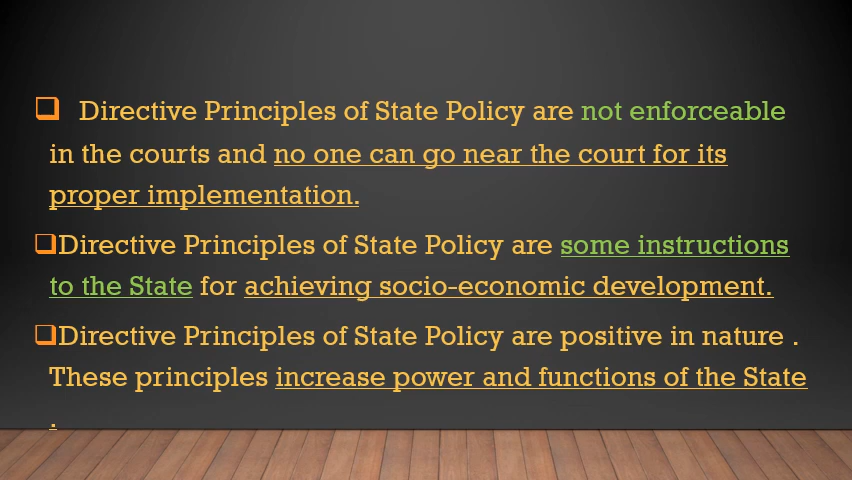 ❑ Directive Principles of State Policy are not enforceable
in the courts and no one can go near the court for its
proper implementation.
❑Directive Principles of State Policy are some instructions
to the State for achieving socio-economic development.
❑Directive Principles of State Policy are positive in nature .
These principles increase power and functions of the State
.